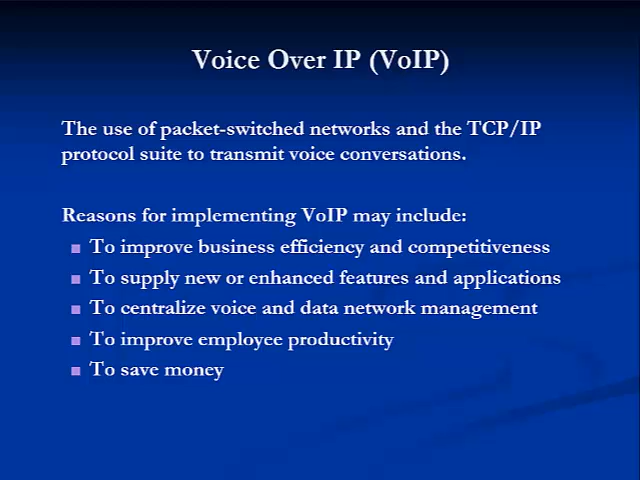 Voice Over IP (VoIP)
The use of packet-switched networks and the TCP/IP
protocol suite to transmit voice conversations.
Reasons for implementing VoIP may include:
To improve business efficiency and competitiveness
To supply new or enhanced features and applications
To centralize voice and data network management
To improve employee productivity
To save money